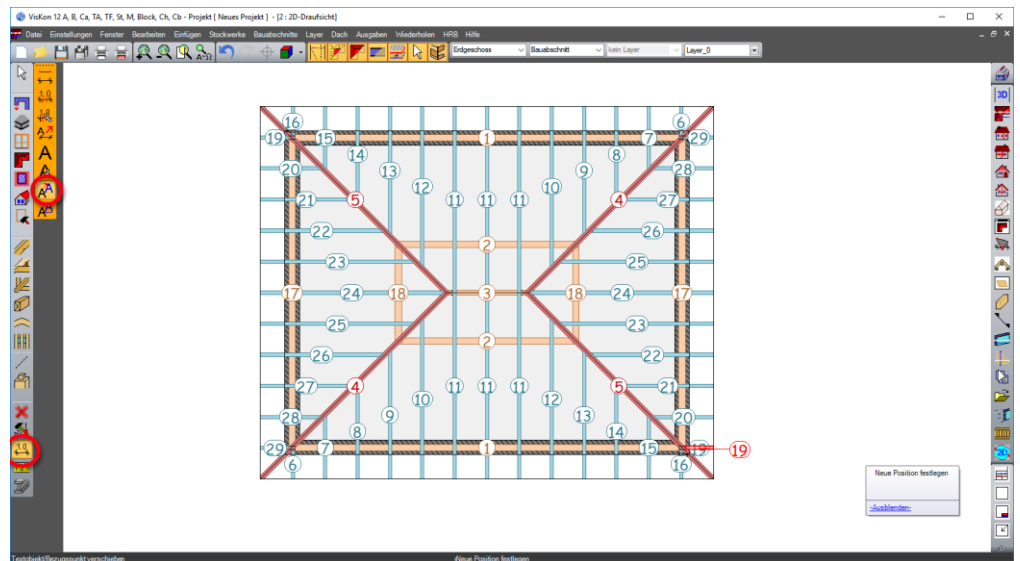 VisKon 12 A, B, Ca, TA, TF, St, M, Block, Ch, Cb - Projekt [ Neues Projekt ] - [2 : 2D-Draufsicht]
Datei Einstellungen Fenster Bearbeiten Einfügen Stockwerke Bauabschnitte Layer Dach Ausgaben Wiederholen HRB Hilfe
Erdgeschoss Bauabschnitt kein Layer Layer_0
3D
16 6
19 15 1 7 29
14 8
20 13 9 28
12 10
21 5 11 11 11 4 27
22 26
2
23 25
17 24 18 3 18 24 17
25 23
2
26 22
27 4 11 11 11 5 21
10 12
28 9 13 20
8 14
29 7 1 15 19 19
6 16
2D
Neue Position festlegen
-Ausblenden-
Textobjekt/Bezugspunkt verschieben
Neue Position festlegen